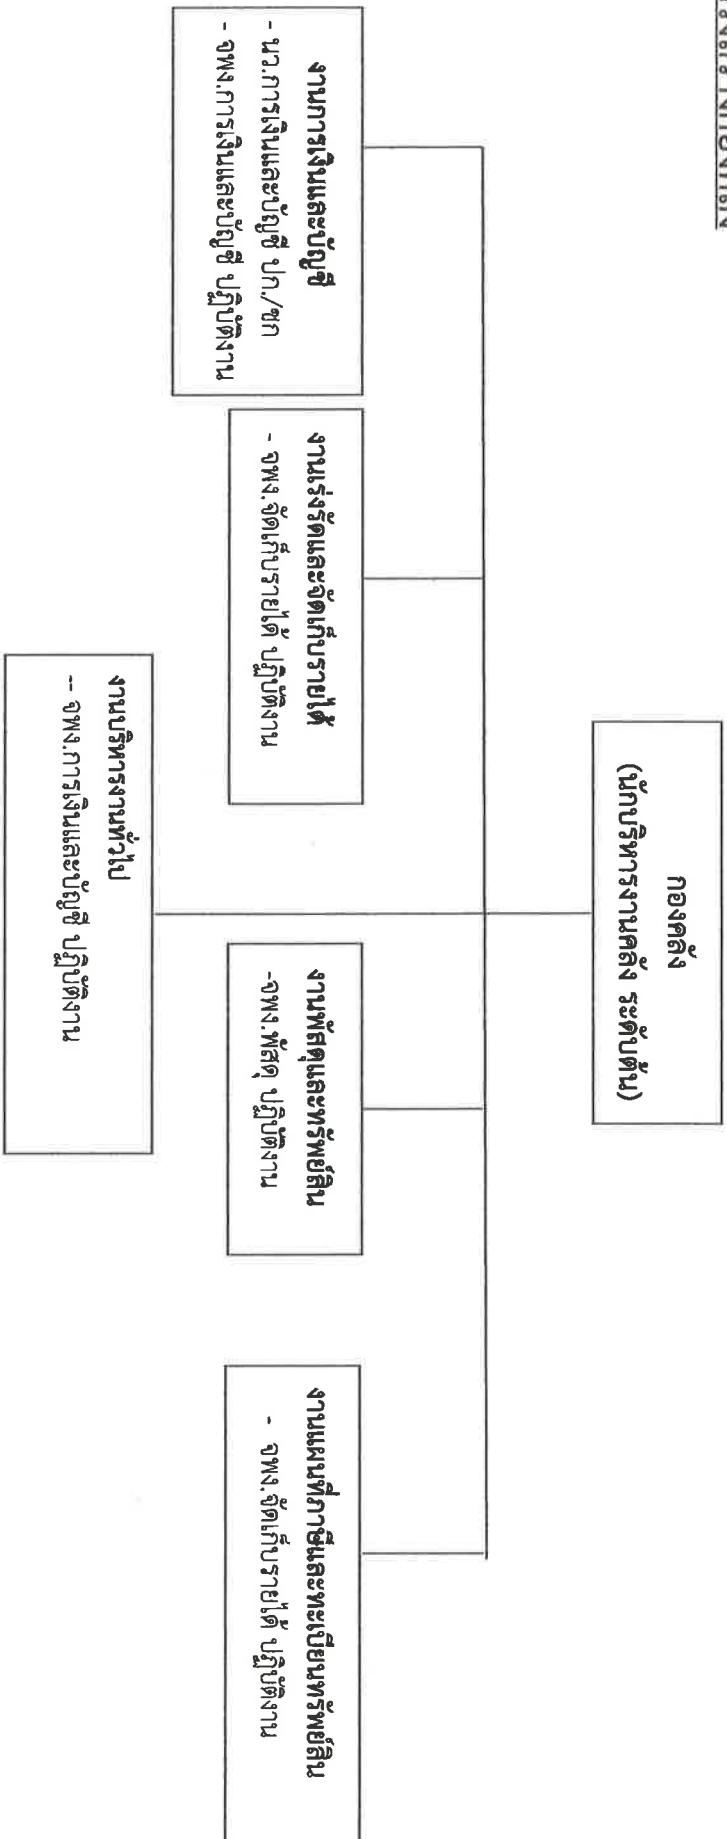 กองคลัง
(นักบริหารงานคลัง ระดับต้น)
งานการเงินและบัญชี
- นว.การเงินและบัญชี ปก./ชก
- จพง.การเงินและบัญชี ปฏิบัติงาน
งานเร่งรัดและจัดเก็บรายได้
- จพง.จัดเก็บรายได้ ปฏิบัติงาน
งานพัสดุและทรัพย์สิน
-จพง.พัสดุ ปฏิบัติงาน
งานแผนที่ภาษีและทะเบียนทรัพย์สิน
- จพง.จัดเก็บรายได้ ปฏิบัติงาน
งานบริหารงานทั่วไป
-- จพง.การเงินและบัญชี ปฏิบัติงาน